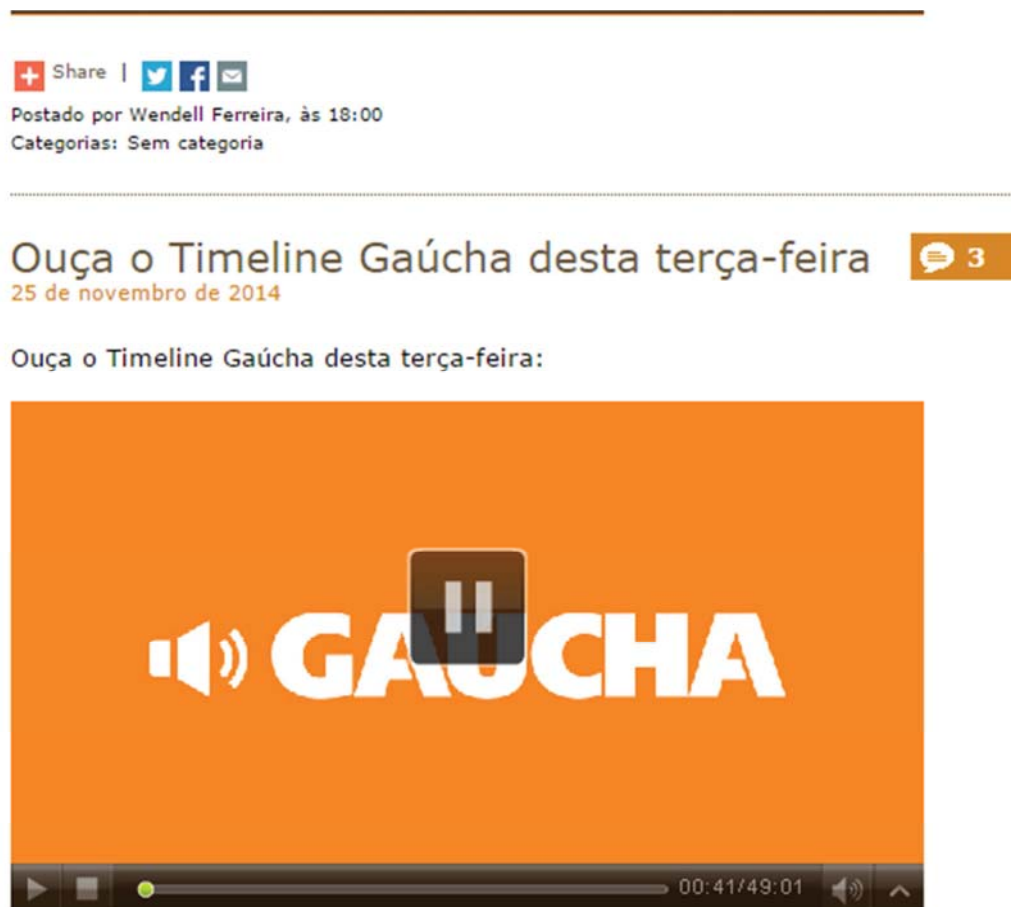 Share |
Postado por Wendell Ferreira, às 18:00
Categorias: Sem categoria
Ouça o Timeline Gaúcha desta terça-feira
3
25 de novembro de 2014
Ouça o Timeline Gaúcha desta terça-feira:
GAUCHA
00:41/49:01